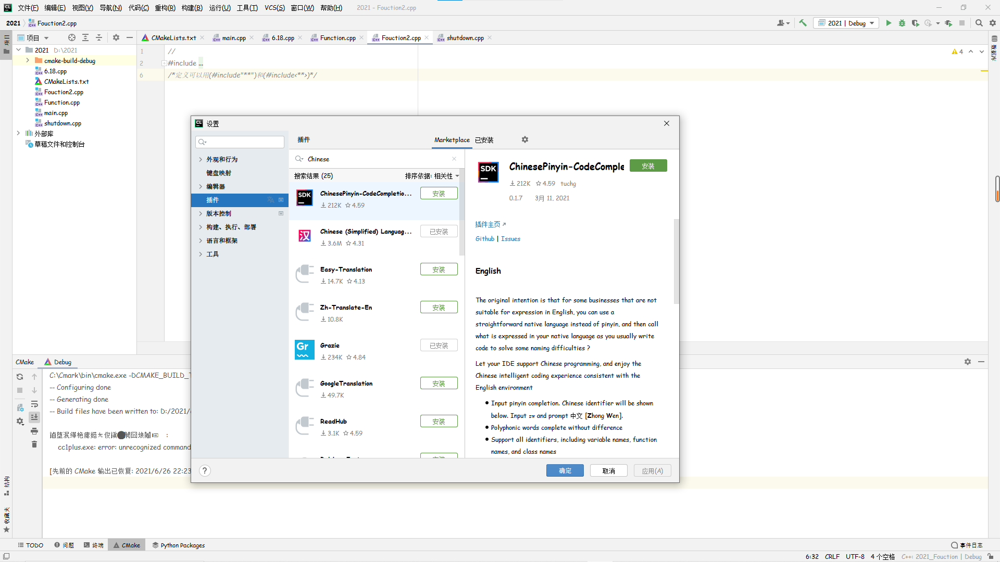 文件(F) 编辑(E) 视图(V) 导航(N) 代码(C) 重构(R) 构建(B) 运行(U) 工具(T) VCS(S) 窗口(W) 帮助(H) 2021 - Fouction2.cpp
2021 Fouction2.cpp
2021 | Debug
项目
CMakeLists.txt main.cpp 6.18.cpp Function.cpp Fouction2.cpp shutdown.cpp
项目
2021 D:\2021
cmake-build-debug
6.18.cpp
CMakeLists.txt
Fouction2.cpp
Function.cpp
main.cpp
shutdown.cpp
外部库
草稿文件和控制台
1 //
2 #include ...
6 /*定义可以用(#include"**")和(#include<**>)*/
4
数据库
设置
插件 Marketplace 已安装
外观和行为
键盘映射
编辑器
插件
版本控制
构建、执行、部署
语言和框架
工具
Chinese
搜索结果 (25) 排序依据: 相关性
ChinesePinyin-CodeCompletio... 安装
212K 4.59
Chinese (Simplified) Languag... 已安装
3.6M 4.31
Easy-Translation 安装
14.7K 4.13
Zh-Translate-En 安装
10.8K
Grazie 已安装
234K 4.84
GoogleTranslation 安装
49.7K
ReadHub 安装
3.1K 4.59
SDK
汉
Gr
SDK
ChinesePinyin-CodeComple 安装
212K 4.59 tuchg
0.1.7 3月 11, 2021
插件主页
Github | Issues
English
The original intention is that for some businesses that are not
suitable for expression in English, you can use a
straightforward native language instead of pinyin, and then call
what is expressed in your native language as you usually write
code to solve some naming difficulties ?
Let your IDE support Chinese programming, and enjoy the
Chinese intelligent coding experience consistent with the
English environment
Input pinyin completion. Chinese identifier will be shown
below. Input zw and prompt 中文 [Zhong Wen].
Polyphonic words complete without difference
Support all identifiers, including variable names, function
names, and class names
? 确定 取消 应用(A)
CMake Debug
C:\Cmark\bin\cmake.exe -DCMAKE_BUILD_
-- Configuring done
-- Generating done
-- Build files have been written to: D:/2021/
cc1plus.exe: error: unrecognized command
[先前的 CMake 输出已恢复: 2021/6/26 22:23
结构
收藏夹
TODO 问题 终端 CMake Python Packages 事件日志
6:32 CRLF UTF-8 4 个空格 C++: 2021_Fouction | Debug